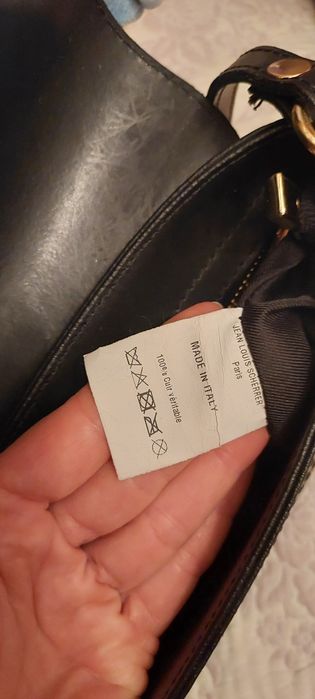 JEAN LOUIS SCHERRER
Paris
MADE IN ITALY
100% Cuir véritable